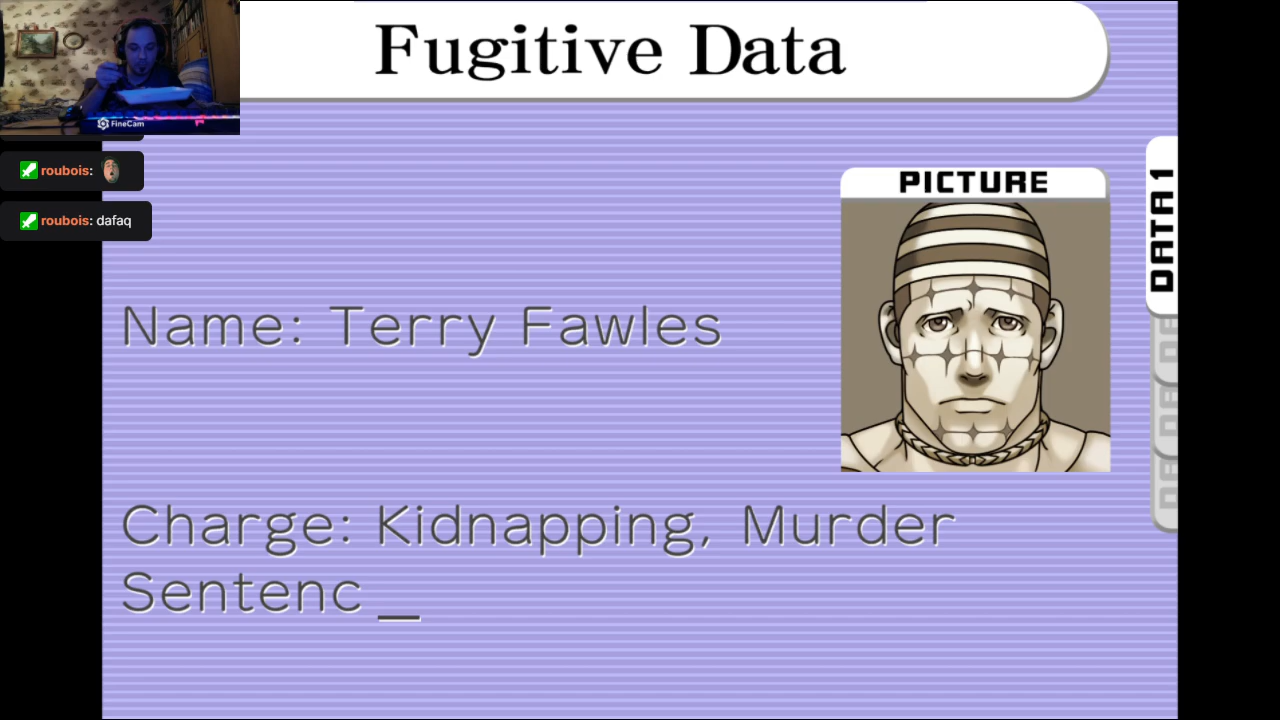 Fugitive Data
FineCam
roubois:
roubois: dafaq
PICTURE
DATA 1
Name: Terry Fawles
Charge: Kidnapping, Murder
Sentenc _